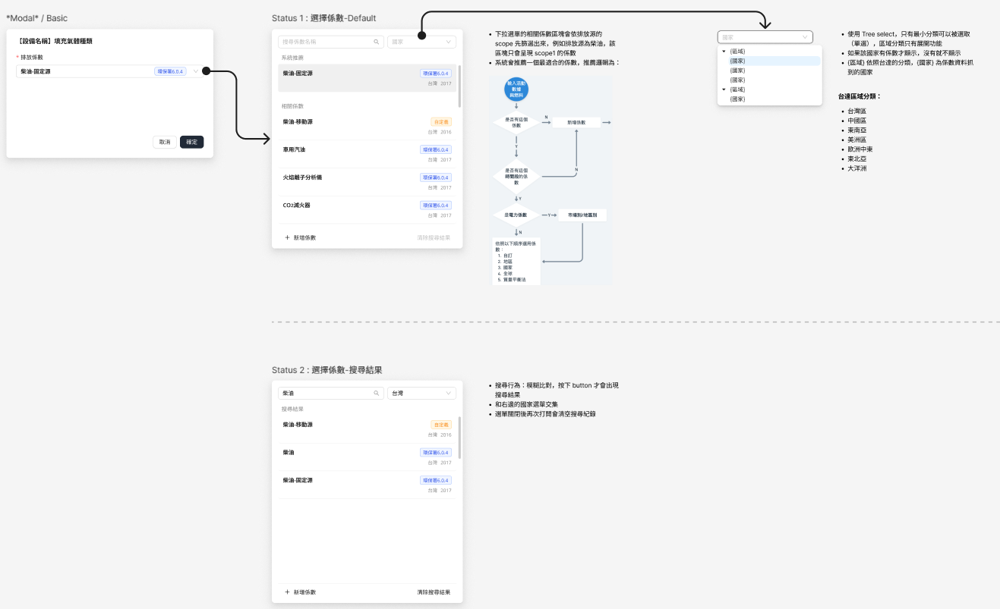 *Modal* / Basic
【設備名稱】填充氣體種類
* 排放係數
柴油-固定源
環保署6.0.4
取消
確定
Status 1 : 選擇係數-Default
搜尋係數名稱
國家
系統推薦
柴油-固定源
環保署6.0.4
台灣 2017
相關係數
柴油-移動源
自定義
台灣 2016
車用汽油
環保署6.0.4
台灣 2017
火焰離子分析儀
環保署6.0.4
台灣 2017
CO2滅火器
環保署6.0.4
台灣 2017
+ 新增係數
清除搜尋結果
• 下拉選單的相關係數區塊會依排放源的
scope 先篩選出來，例如排放源為柴油，該
區塊只會呈現 scope1 的係數
• 系統會推薦一個最適合的係數，推薦邏輯為：
輸入活動
數據
與燃料
是否有這個
係數
N
新增係數
Y
是否有這個
時間段的係
數
N
Y
是電力係數
Y
市場別/地區別
N
依照以下順序選用係
數：
1. 自訂
2. 地區
3. 國家
4. 全球
5. 質量平衡法
國家
{區域}
{國家}
{國家}
{國家}
{區域}
{國家}
• 使用 Tree select，只有最小分類可以被選取
（單選），區域分類只有展開功能
• 如果該國家有係數才顯示，沒有就不顯示
• {區域} 依照台達的分類，{國家} 為係數資料抓
到的國家
台達區域分類：
• 台灣區
• 中國區
• 東南亞
• 美洲區
• 歐洲中東
• 東北亞
• 大洋洲
Status 2 : 選擇係數-搜尋結果
柴油
台灣
搜尋結果
柴油-移動源
自定義
台灣 2016
柴油
環保署6.0.4
台灣 2017
柴油-固定源
環保署6.0.4
台灣 2017
+ 新增係數
清除搜尋結果
• 搜尋行為：模糊比對，按下 button 才會出現
搜尋結果
• 和右邊的國家選單交集
• 選單關閉後再次打開會清空搜尋紀錄